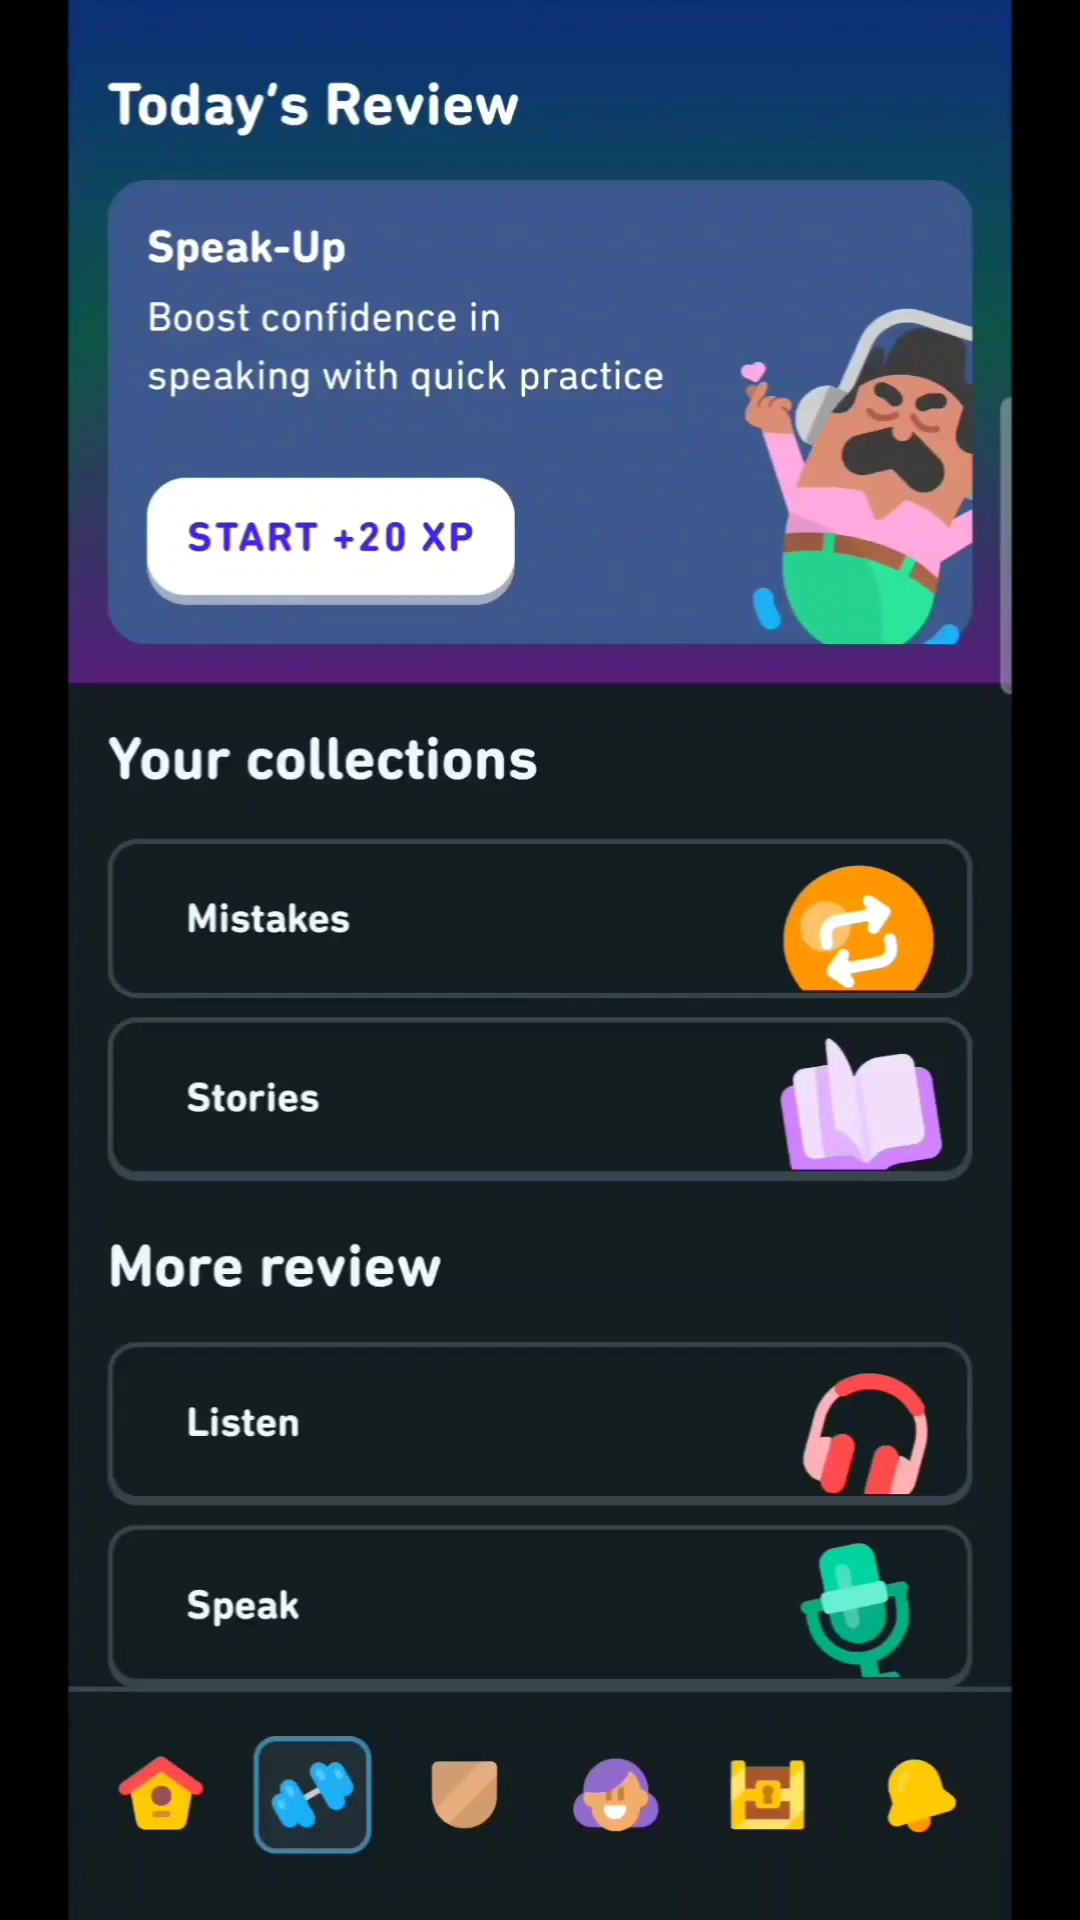 Today's Review
Speak-Up
Boost confidence in
speaking with quick practice
START +20 XP
Your collections
Mistakes
Stories
More review
Listen
Speak